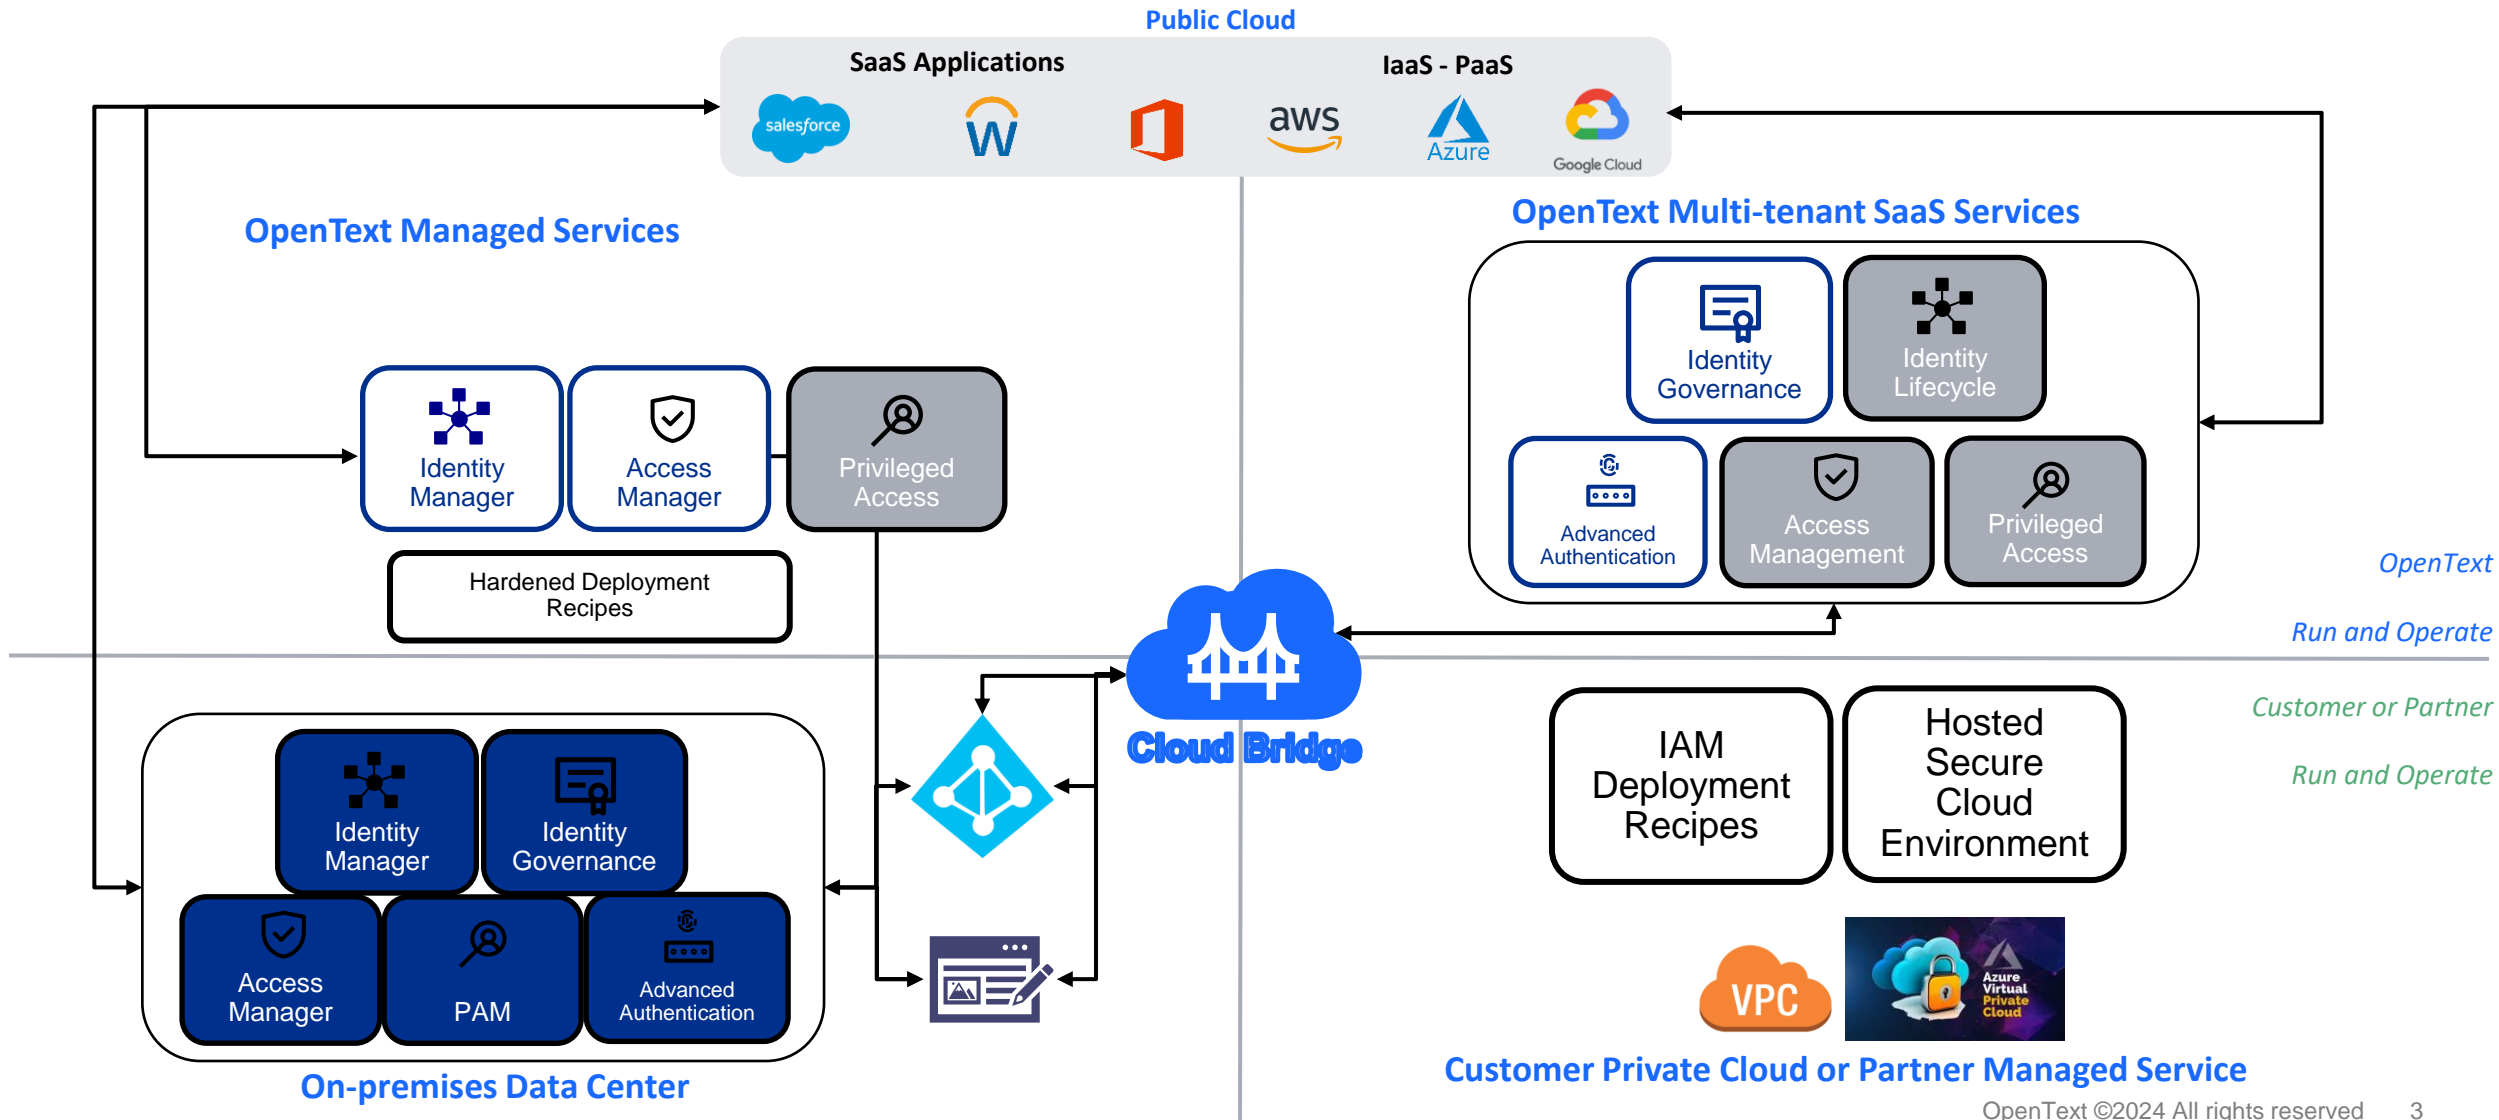 Public Cloud
SaaS Applications
IaaS - PaaS
salesforce
W
aws
Azure
Google Cloud
OpenText Managed Services
OpenText Multi-tenant SaaS Services
Identity
Governance
Identity
Lifecycle
Identity
Manager
Access
Manager
Privileged
Access
Advanced
Authentication
Access
Management
Privileged
Access
Hardened Deployment
Recipes
OpenText
Run and Operate
Cloud Bridge
Customer or Partner
Run and Operate
Identity
Manager
Identity
Governance
Access
Manager
PAM
Advanced
Authentication
IAM
Deployment
Recipes
Hosted
Secure
Cloud
Environment
VPC
Azure
Virtual
Private
Cloud
On-premises Data Center
Customer Private Cloud or Partner Managed Service
OpenText ©2024 All rights reserved 3